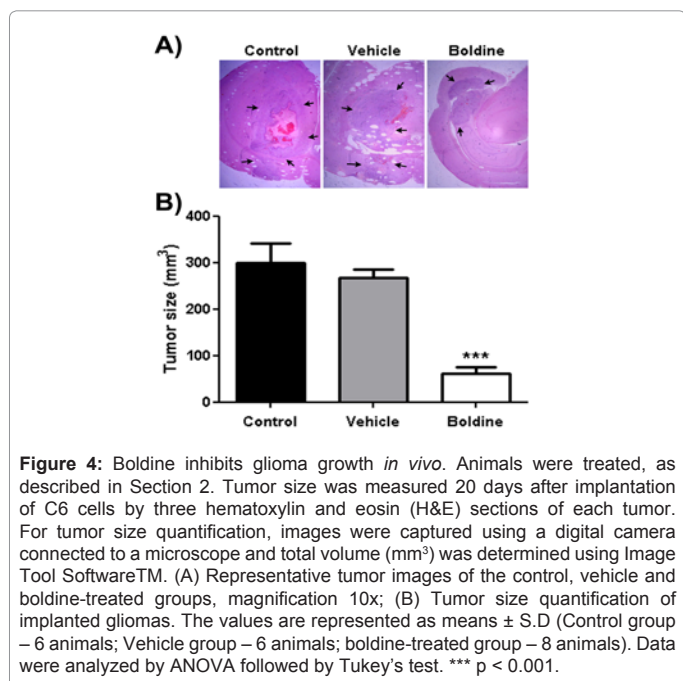 A)
Control Vehicle Boldine
B)
Tumor size (mm³)
400
300
200
100
0
***
Control Vehicle Boldine
Figure 4: Boldine inhibits glioma growth in vivo. Animals were treated, as
described in Section 2. Tumor size was measured 20 days after implantation
of C6 cells by three hematoxylin and eosin (H&E) sections of each tumor.
For tumor size quantification, images were captured using a digital camera
connected to a microscope and total volume (mm³) was determined using Image
Tool SoftwareTM. (A) Representative tumor images of the control, vehicle and
boldine-treated groups, magnification 10x; (B) Tumor size quantification of
implanted gliomas. The values are represented as means ± S.D (Control group
– 6 animals; Vehicle group – 6 animals; boldine-treated group – 8 animals). Data
were analyzed by ANOVA followed by Tukey’s test. *** p < 0.001.